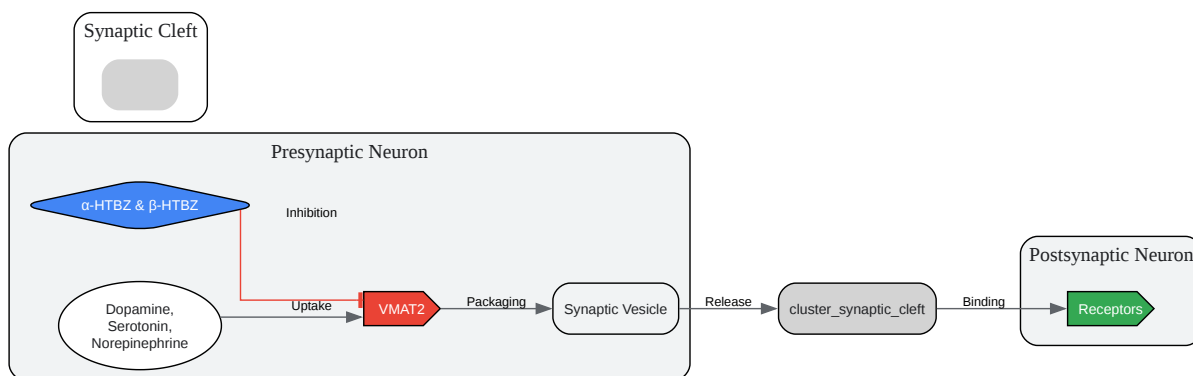 Synaptic Cleft
Presynaptic Neuron
α-HTBZ & β-HTBZ
Inhibition
Dopamine,
Serotonin,
Norepinephrine
Uptake
VMAT2
Packaging
Synaptic Vesicle
Release
cluster_synaptic_cleft
Binding
Postsynaptic Neuron
Receptors